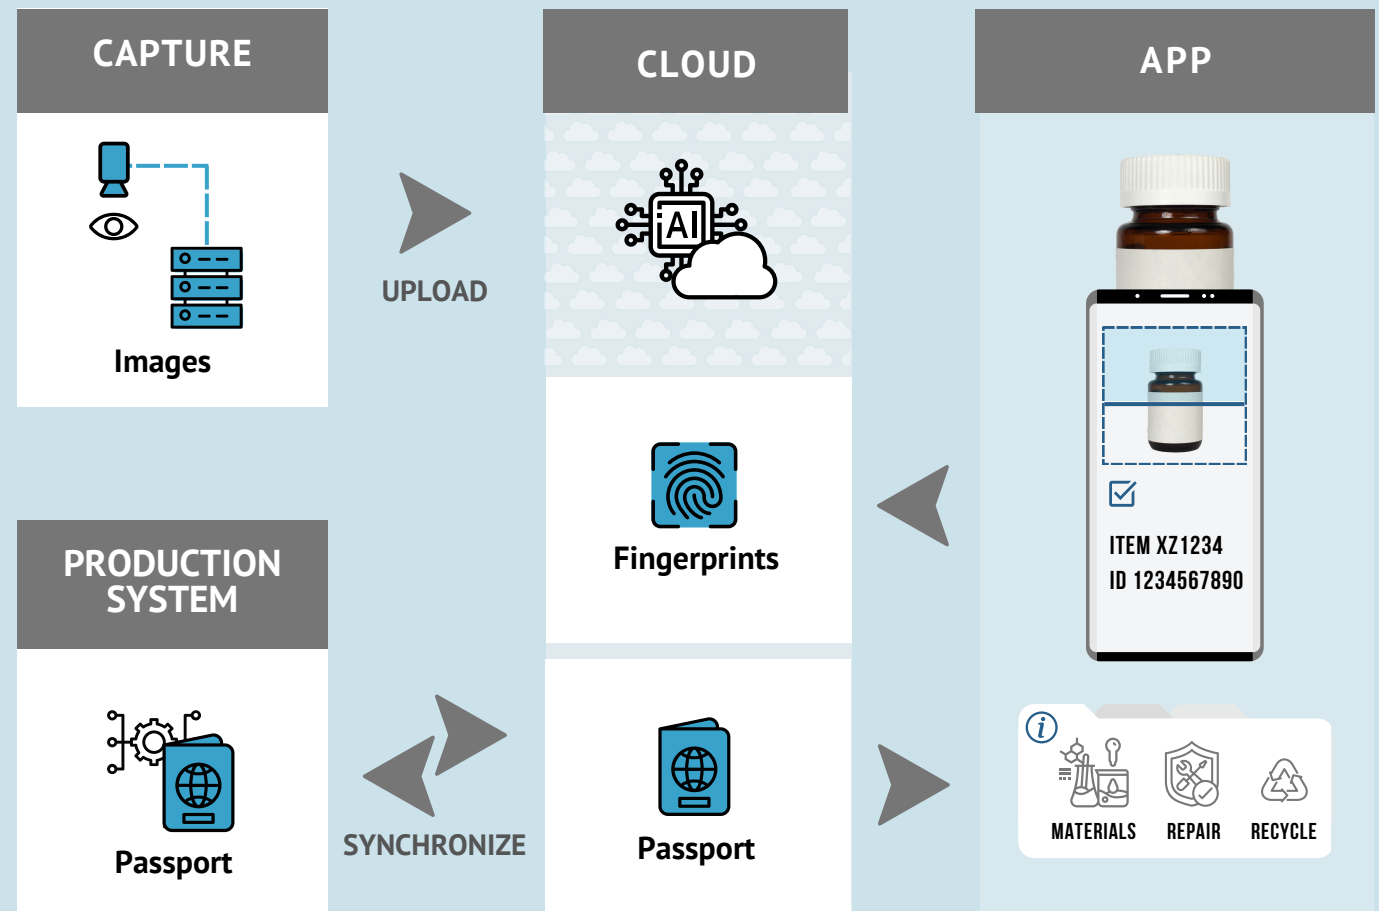 CAPTURE
Images
UPLOAD
PRODUCTION
SYSTEM
Passport
SYNCHRONIZE
CLOUD
AI
Fingerprints
Passport
APP
ITEM XZ1234
ID 1234567890
i
MATERIALS REPAIR RECYCLE